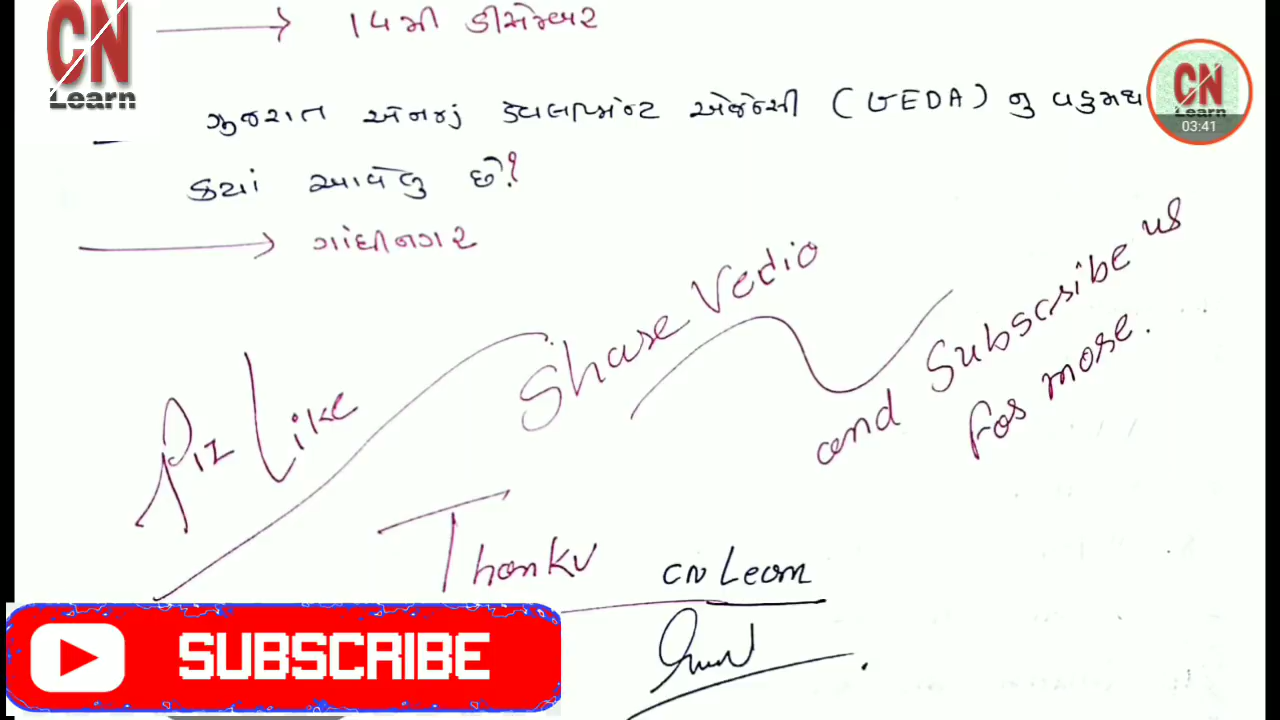 CN
Learn
14મી ડીસેમ્બર
CN
Learn
03:41
ગુજરાત એનર્જી ડેવલપમેન્ટ એજન્સી (GEDA) નુ વડુમથક
કયાં આવેલુ છે?
ગાંધીનગર
Plz Like
Share Vedio
and Subscribe us
For more.
Thanku
CN Learn
SUBSCRIBE